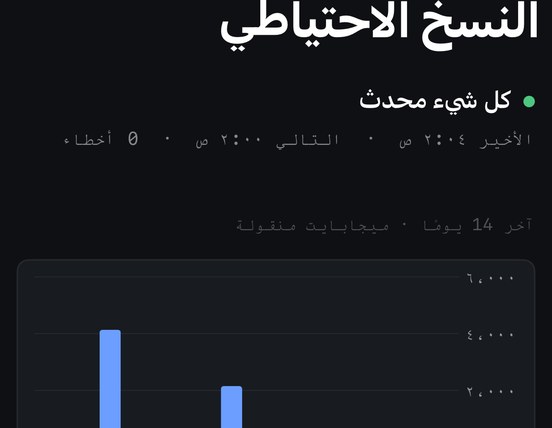 النسخ الاحتياطي
كل شيء محدث
الأخير ٢:٠٤ ص · التالي ٢:٠٠ ص · 0 أخطاء
آخر 14 يومًا · ميجابايت منقولة
٦٬٠٠٠
٤٬٠٠٠
٢٬٠٠٠